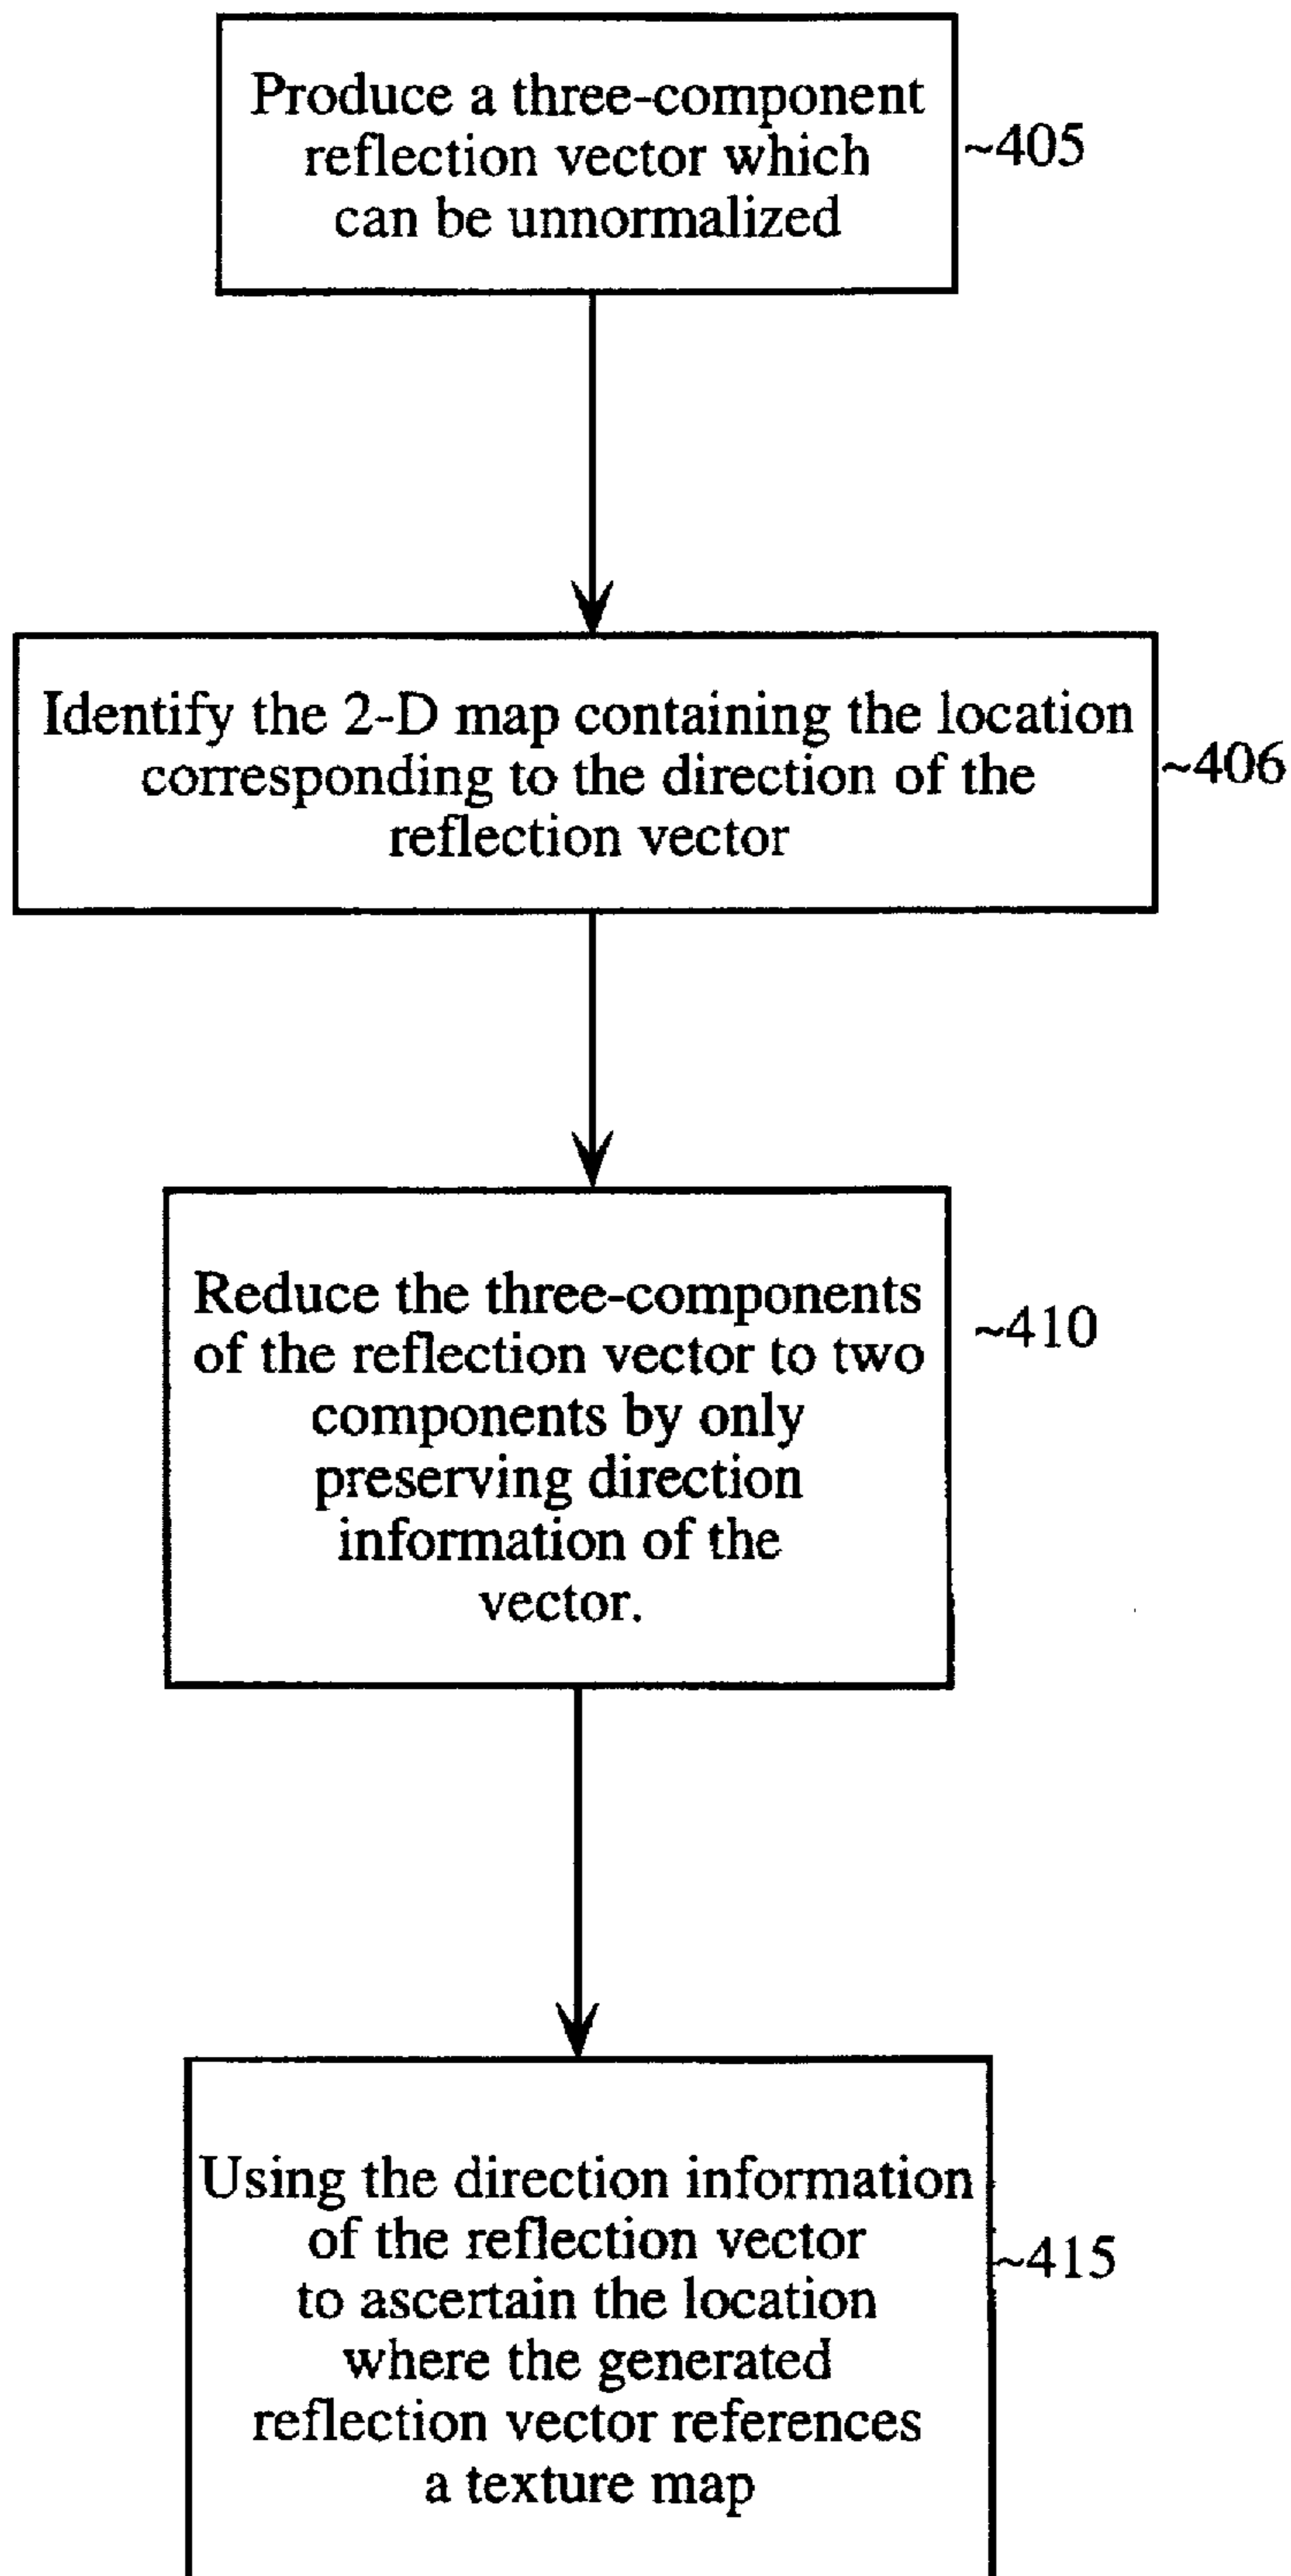 Produce a three-component
reflection vector which
can be unnormalized
~405
Identify the 2-D map containing the location
corresponding to the direction of the
reflection vector
~406
Reduce the three-components
of the reflection vector to two
components by only
preserving direction
information of the
vector.
~410
Using the direction information
of the reflection vector
to ascertain the location
where the generated
reflection vector references
a texture map
~415